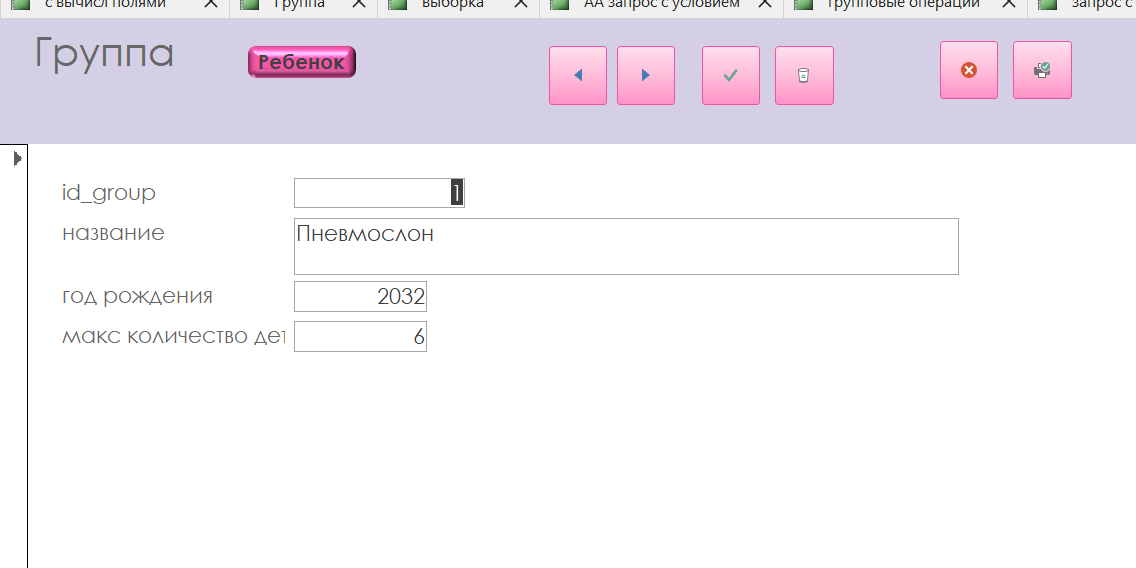 с вычисл полями
Группа
выборка
АА запрос с условием
групповые операции
запрос с
Группа
Ребенок
id_group
1
название
Пневмослон
год рождения
2032
макс количество дет
6